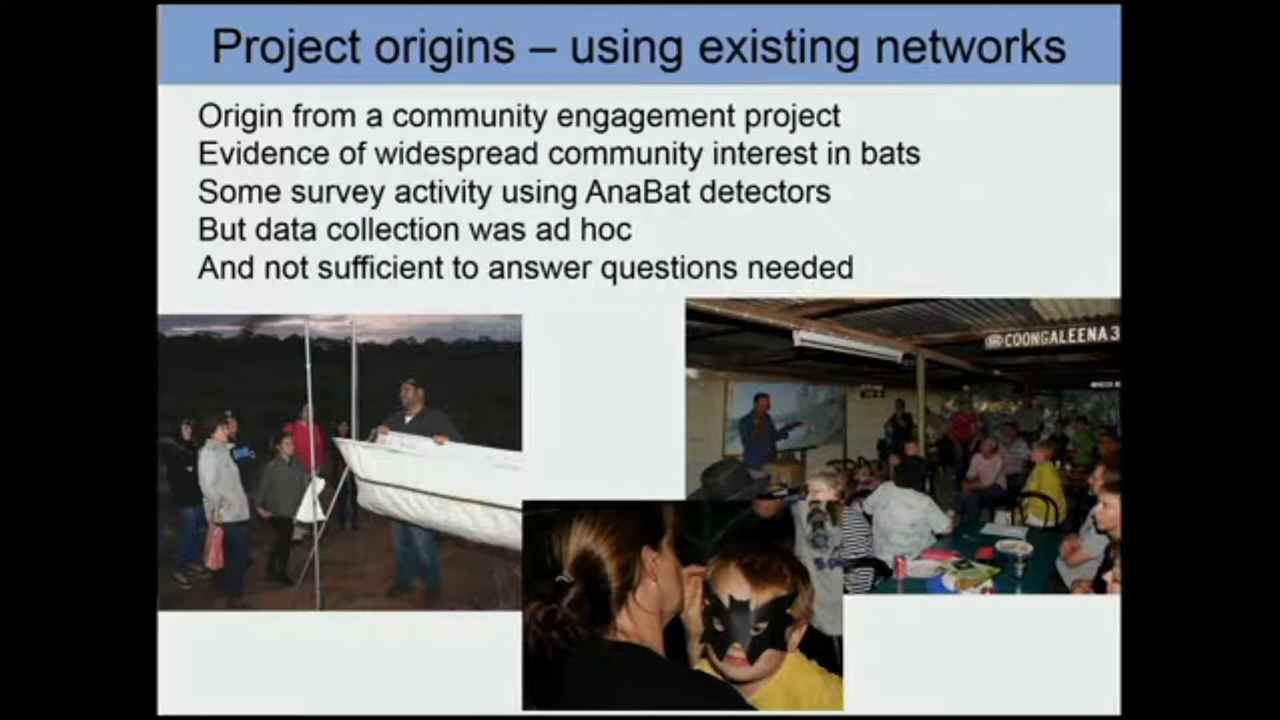 Project origins – using existing networks
Origin from a community engagement project
Evidence of widespread community interest in bats
Some survey activity using AnaBat detectors
But data collection was ad hoc
And not sufficient to answer questions needed
COONGALEENA 3